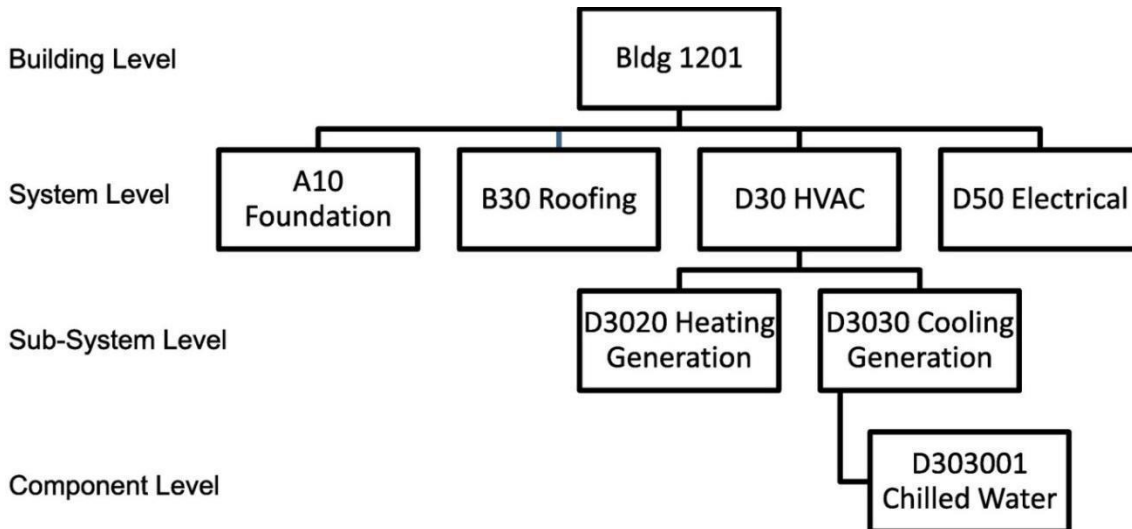 Building Level
Bldg 1201
System Level
A10
Foundation
B30 Roofing
D30 HVAC
D50 Electrical
Sub-System Level
D3020 Heating
Generation
D3030 Cooling
Generation
Component Level
D303001
Chilled Water